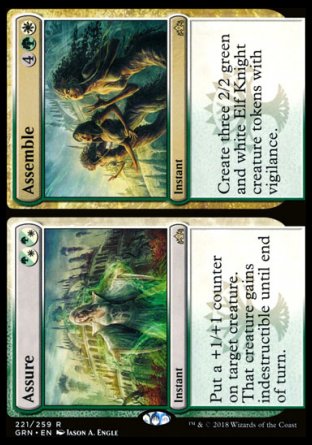 Assure
Instant
Put a +1/+1 counter
on target creature.
That creature gains
indestructible until end
of turn.
221/259 R
GRN • EN Jason A. Engle
™ & © 2018 Wizards of the Coast
Assemble
4
Instant
Create three 2/2 green
and white Elf Knight
creature tokens with
vigilance.